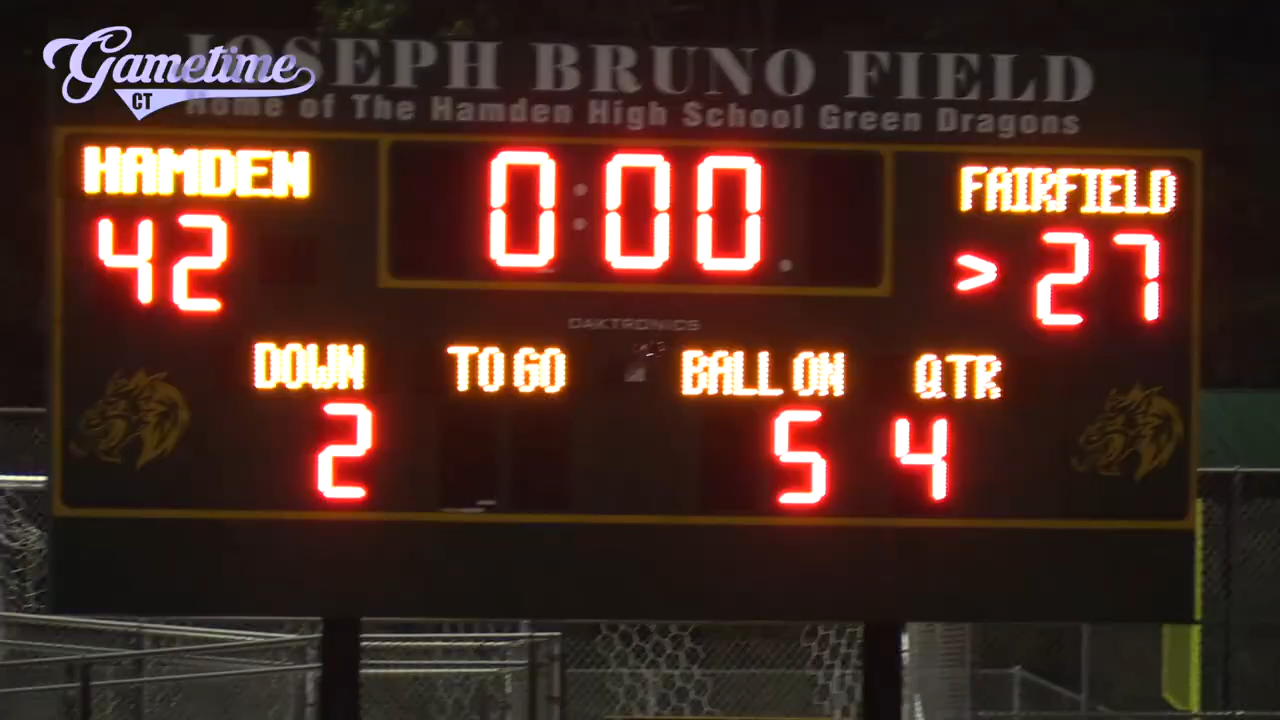 Gametime
CT
JOSEPH BRUNO FIELD
Home of The Hamden High School Green Dragons
HAMDEN 0:00 FAIRFIELD
42 > 27
DAKTRONICS
DOWN TO GO BALL ON QTR
2 5 4